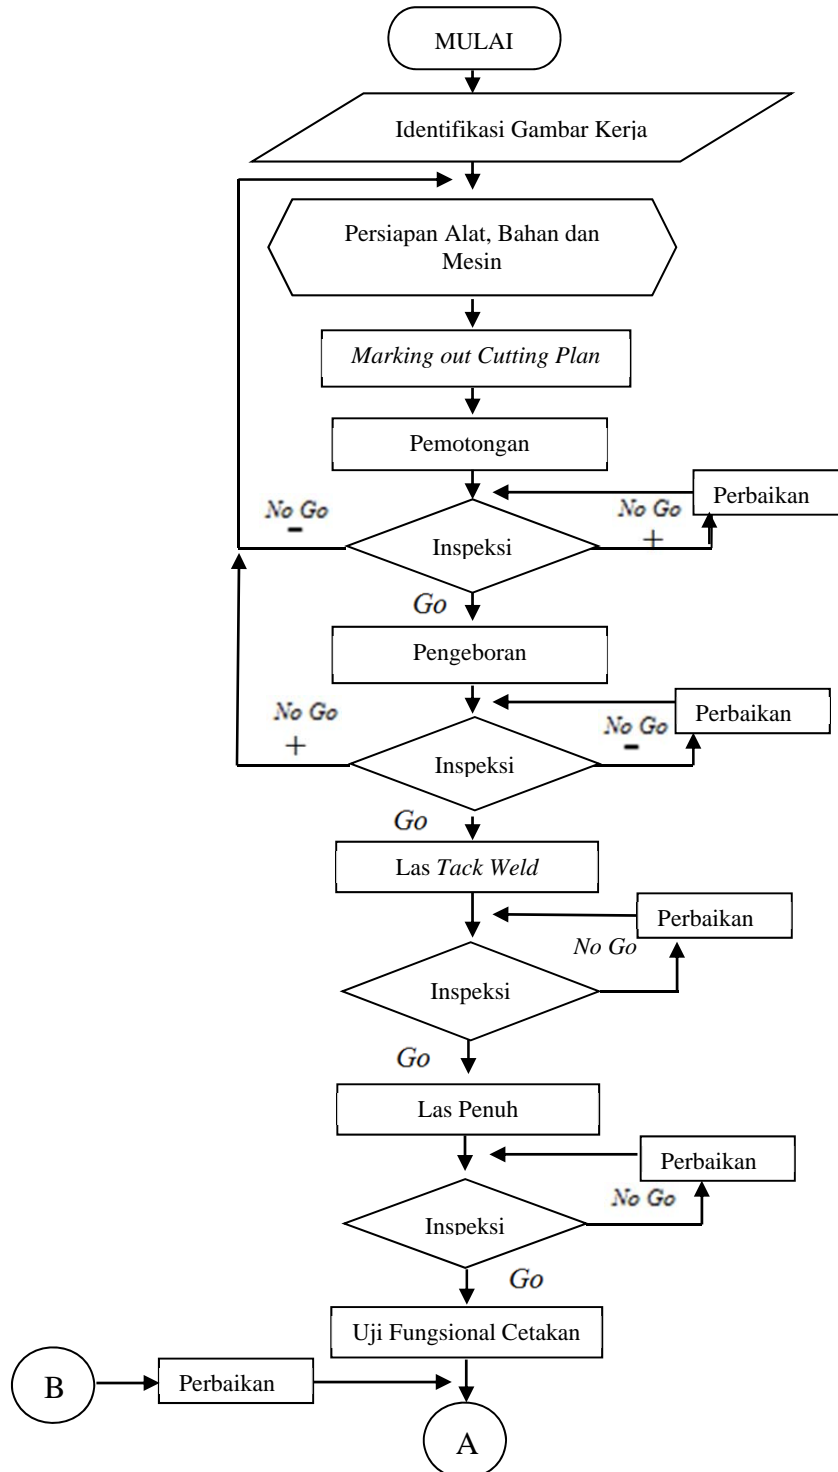 MULAI
Identifikasi Gambar Kerja
Persiapan Alat, Bahan dan
Mesin
Marking out Cutting Plan
Pemotongan
Perbaikan
No Go
-
No Go
+
Inspeksi
Go
Pengeboran
Perbaikan
No Go
+
No Go
-
Inspeksi
Go
Las Tack Weld
Perbaikan
No Go
Inspeksi
Go
Las Penuh
Perbaikan
No Go
Inspeksi
Go
Uji Fungsional Cetakan
B
Perbaikan
A